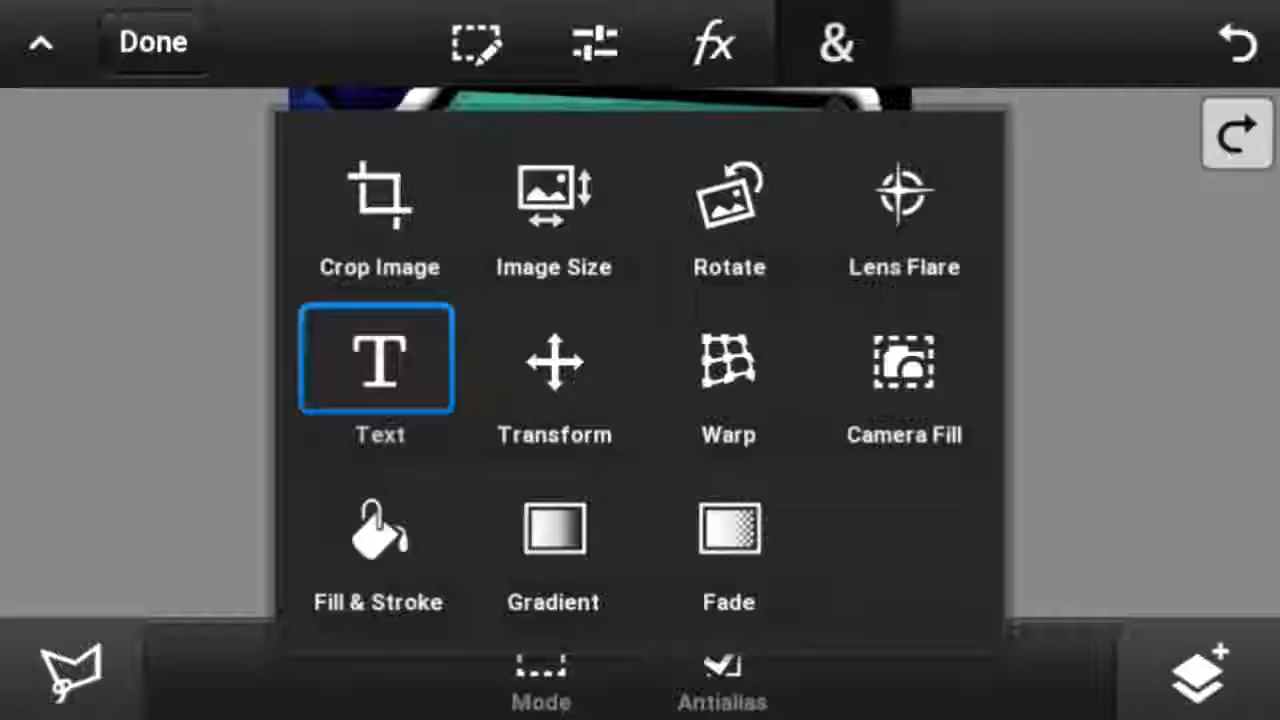 Done fx &
Crop Image Image Size Rotate Lens Flare
T
Text Transform Warp Camera Fill
Fill & Stroke Gradient Fade
Mode Antialias